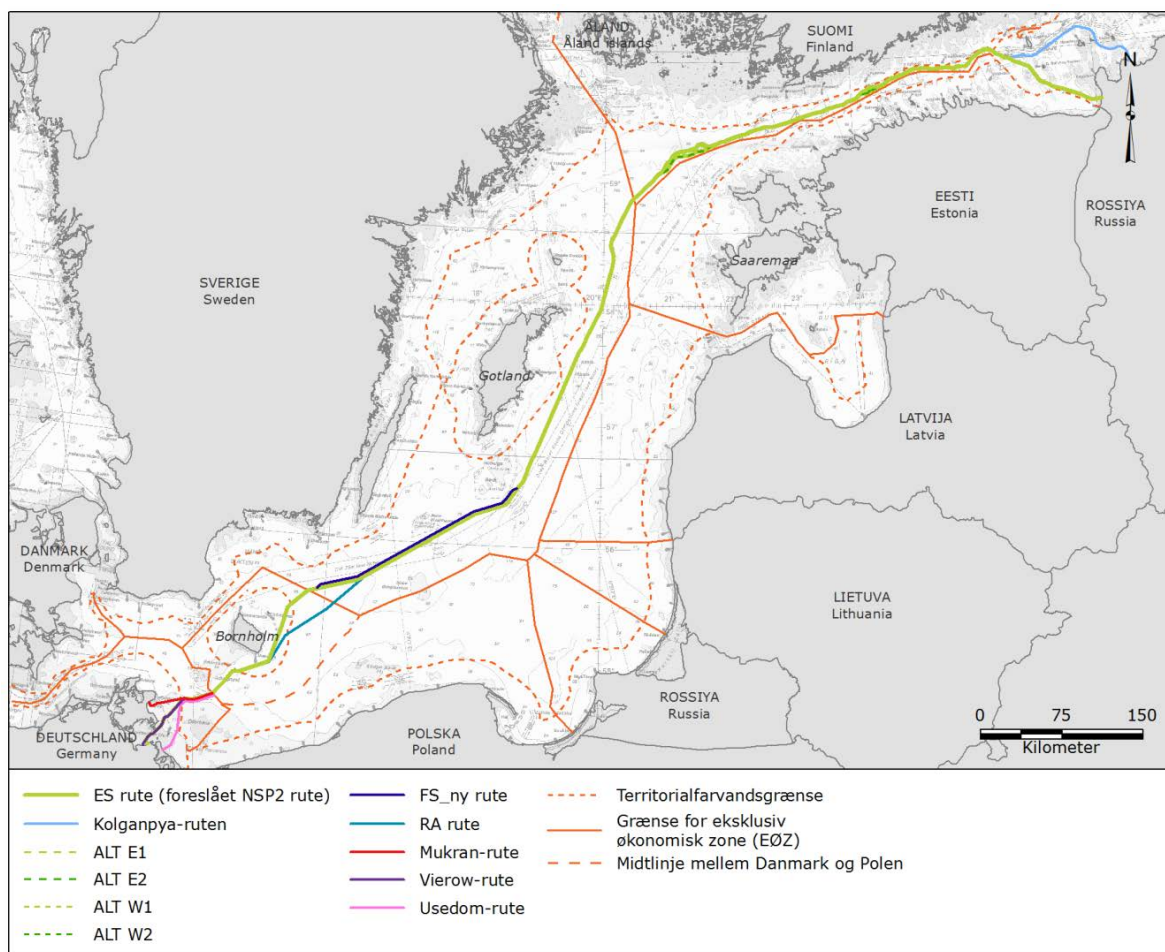 ÅLAND
Åland islands
SUOMI
Finland
N
EESTI
Estonia
ROSSIYA
Russia
SVERIGE
Sweden
Saaremaa
Gotland
LATVIJA
Latvia
DANMARK
Denmark
LIETUVA
Lithuania
Bornholm
ROSSIYA
Russia
DEUTSCHLAND
Germany
POLSKA
Poland
0 75 150
Kilometer
ES rute (foreslået NSP2 rute)
Kolganpya-ruten
ALT E1
ALT E2
ALT W1
ALT W2
FS_ny rute
RA rute
Mukran-rute
Vierow-rute
Usedom-rute
Territorialfarvandsgrænse
Grænse for eksklusiv
økonomisk zone (EØZ)
Midtlinje mellem Danmark og Polen